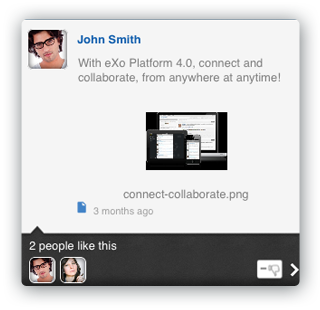 John Smith
With eXo Platform 4.0, connect and
collaborate, from anywhere at anytime!
connect-collaborate.png
3 months ago
2 people like this